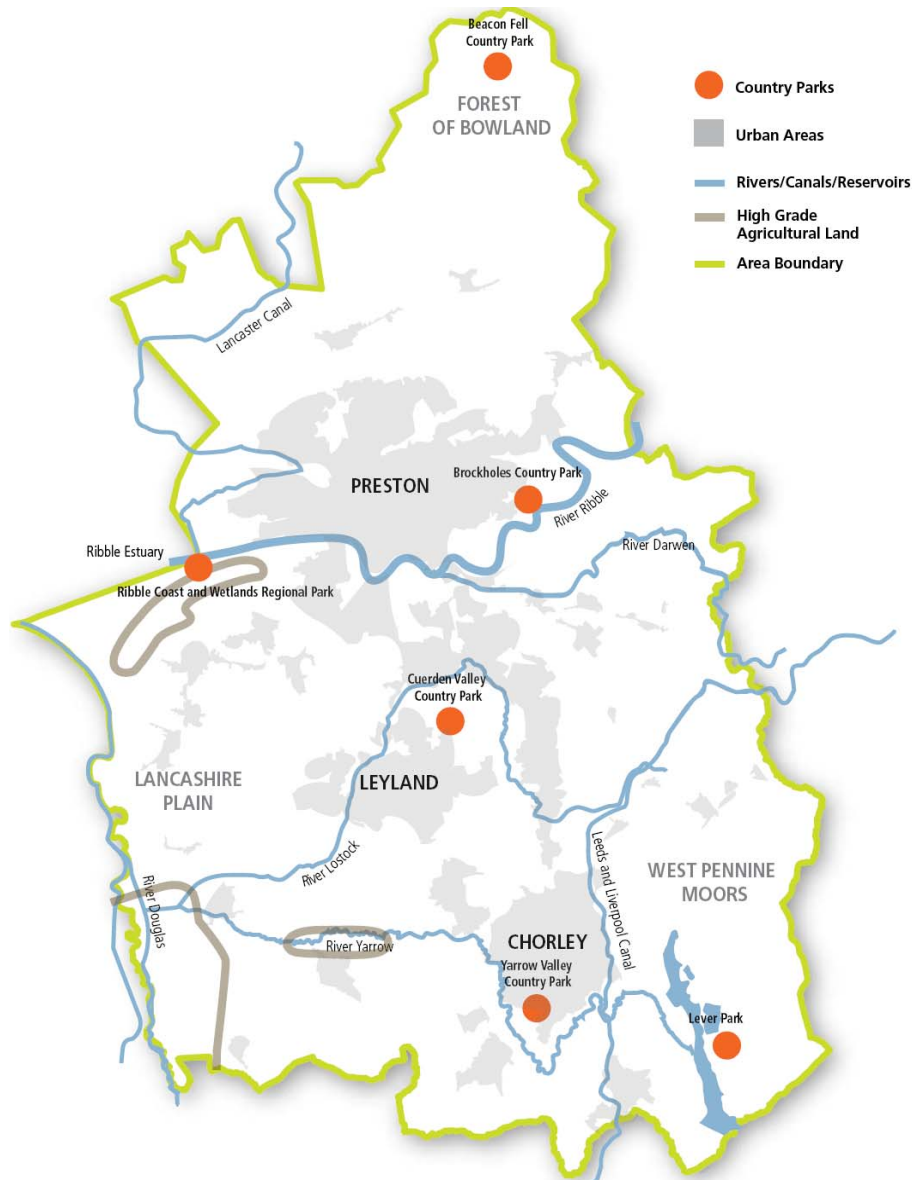 Beacon Fell
Country Park
FOREST
OF BOWLAND
Country Parks
Urban Areas
Rivers/Canals/Reservoirs
High Grade
Agricultural Land
Area Boundary
Lancaster Canal
PRESTON
Brockholes Country Park
River Ribble
River Darwen
Ribble Estuary
Ribble Coast and Wetlands Regional Park
Cuerden Valley
Country Park
LANCASHIRE
PLAIN
LEYLAND
River Lostock
Leeds and Liverpool Canal
WEST PENNINE
MOORS
River Douglas
River Yarrow
CHORLEY
Yarrow Valley
Country Park
Lever Park